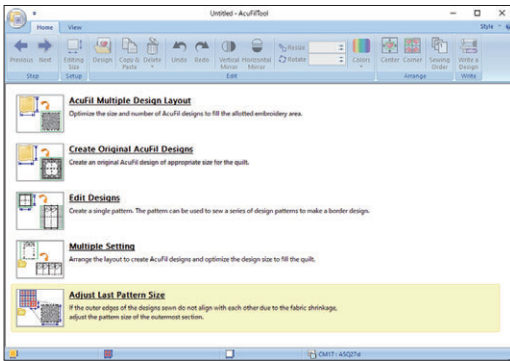 Untitled - AcuFilTool
Home View Style
Previous Next Editing Size Design Copy & Paste Delete Undo Redo Vertical Mirror Horizontal Mirror Resize Rotate Colors Center Corner Sewing Order Write a Design
Step Setup Edit Arrange Write
AcuFil Multiple Design Layout
Optimize the size and number of AcuFil designs to fill the allotted embroidery area.
Create Original AcuFil Designs
Create an original AcuFil design of appropriate size for the quilt.
Edit Designs
Create a single pattern. The pattern can be used to sew a series of design patterns to make a border design.
Multiple Setting
Arrange the layout to create AcuFil designs and optimize the design size to fill the quilt.
Adjust Last Pattern Size
If the outer edges of the designs sewn do not align with each other due to the fabric shrinkage,
adjust the pattern size of the outermost section.
CM17 : ASQ27d